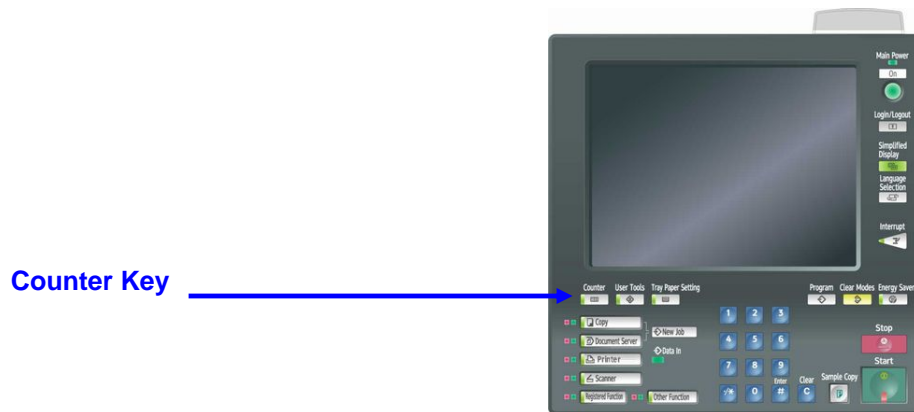 Main Power
On
Login/Logout
Simplified
Display
Language
Selection
Interrupt
Counter Key
Counter User Tools Tray Paper Setting Program Clear Modes Energy Saver
Copy
New Job
Document Server
Data In
Printer
Scanner
Registered Function Other Function
1 2 3
4 5 6
7 8 9
Enter
./* 0 #
Clear
C
Sample Copy
Stop
Start